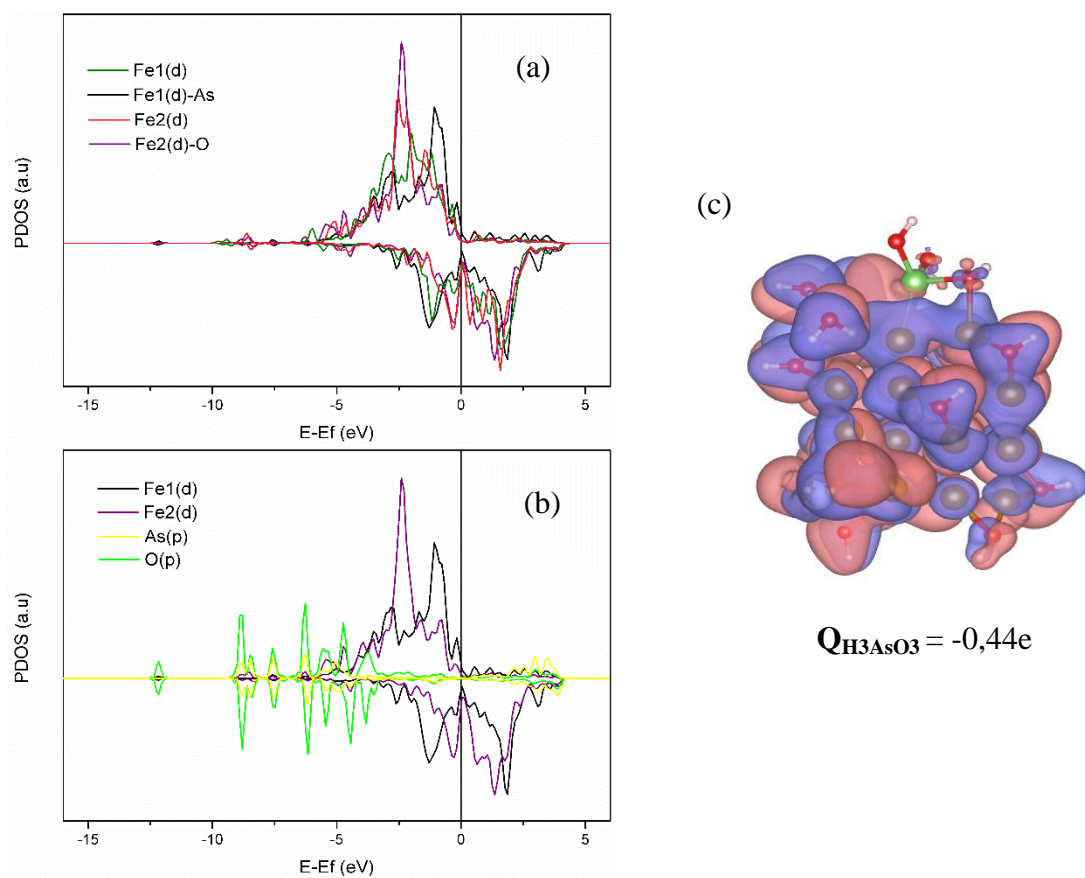 (a)
Fe1(d)
Fe1(d)-As
Fe2(d)
Fe2(d)-O
PDOS (a.u)
-15 -10 -5 0 5
E-Ef (eV)
(b)
Fe1(d)
Fe2(d)
As(p)
O(p)
PDOS (a.u)
-15 -10 -5 0 5
E-Ef (eV)
(c)
QH3AsO3 = -0,44e